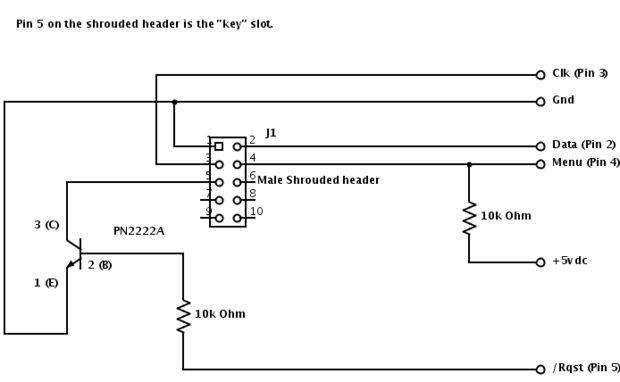 Pin 5 on the shrouded header is the "key" slot.
Clk (Pin 3)
Gnd
J1
1 2
Data (Pin 2)
3 4
Menu (Pin 4)
5 6 Male Shrouded header
7 8
9 10
10k Ohm
3 (C)
PN2222A
2 (B)
+5vdc
1 (E)
10k Ohm
/Rqst (Pin 5)